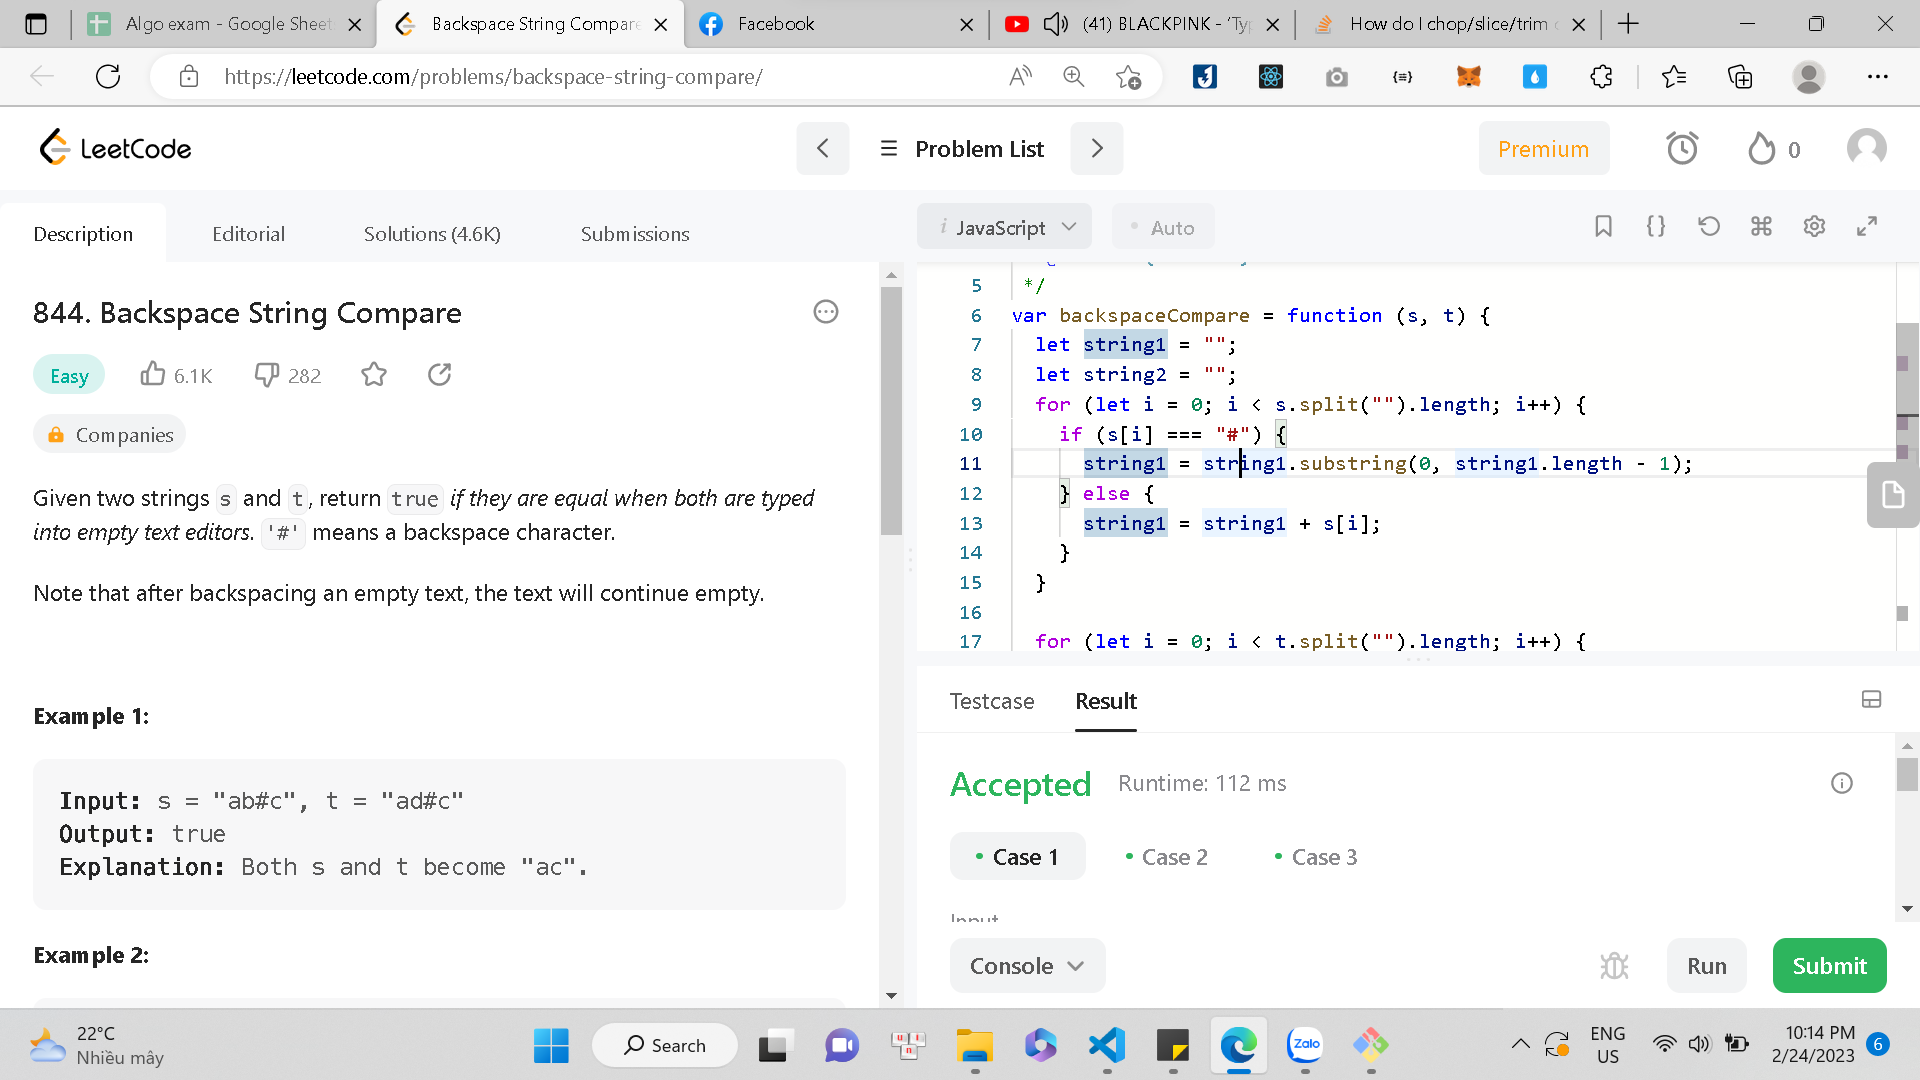 Algo exam - Google Sheet
Backspace String Compare
Facebook
(41) BLACKPINK - 'Typ
How do I chop/slice/trim
https://leetcode.com/problems/backspace-string-compare/
LeetCode
Problem List
Premium
0
Description
Editorial
Solutions (4.6K)
Submissions
i JavaScript
Auto
844. Backspace String Compare
Easy
6.1K
282
Companies
Given two strings s and t, return true if they are equal when both are typed
into empty text editors. '#' means a backspace character.
Note that after backspacing an empty text, the text will continue empty.
Example 1:
Input: s = "ab#c", t = "ad#c"
Output: true
Explanation: Both s and t become "ac".
Example 2:
5 */
6 var backspaceCompare = function (s, t) {
7 let string1 = "";
8 let string2 = "";
9 for (let i = 0; i < s.split("").length; i++) {
10 if (s[i] === "#") {
11 string1 = string1.substring(0, string1.length - 1);
12 } else {
13 string1 = string1 + s[i];
14 }
15 }
16
17 for (let i = 0; i < t.split("").length; i++) {
Testcase
Result
Accepted
Runtime: 112 ms
Case 1
Case 2
Case 3
Input
Console
Run
Submit
22°C
Nhiều mây
Search
Zalo
ENG
US
10:14 PM
2/24/2023
6